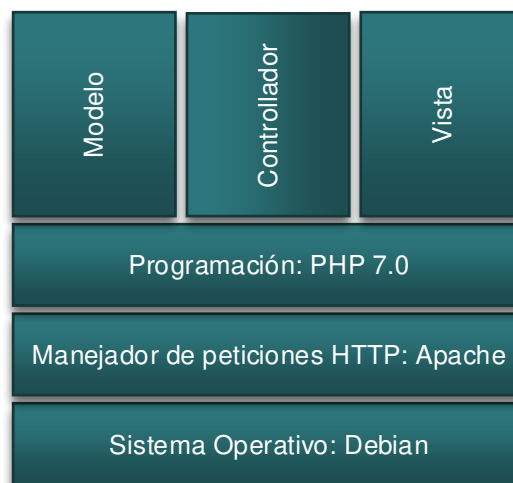 Modelo
Controllador
Vista
Programación: PHP 7.0
Manejador de peticiones HTTP: Apache
Sistema Operativo: Debian